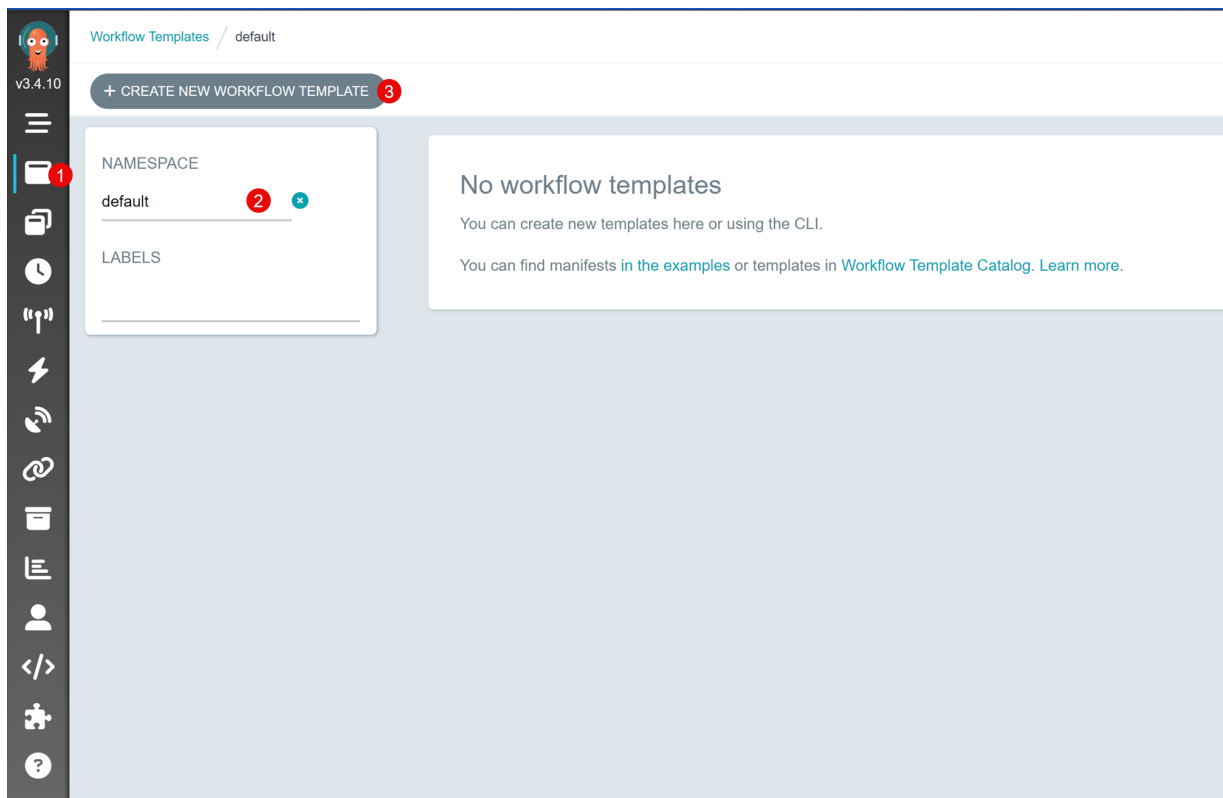 Workflow Templates / default
v3.4.10
+ CREATE NEW WORKFLOW TEMPLATE 3
1
NAMESPACE
default 2
LABELS
No workflow templates
You can create new templates here or using the CLI.
You can find manifests in the examples or templates in Workflow Template Catalog. Learn more.